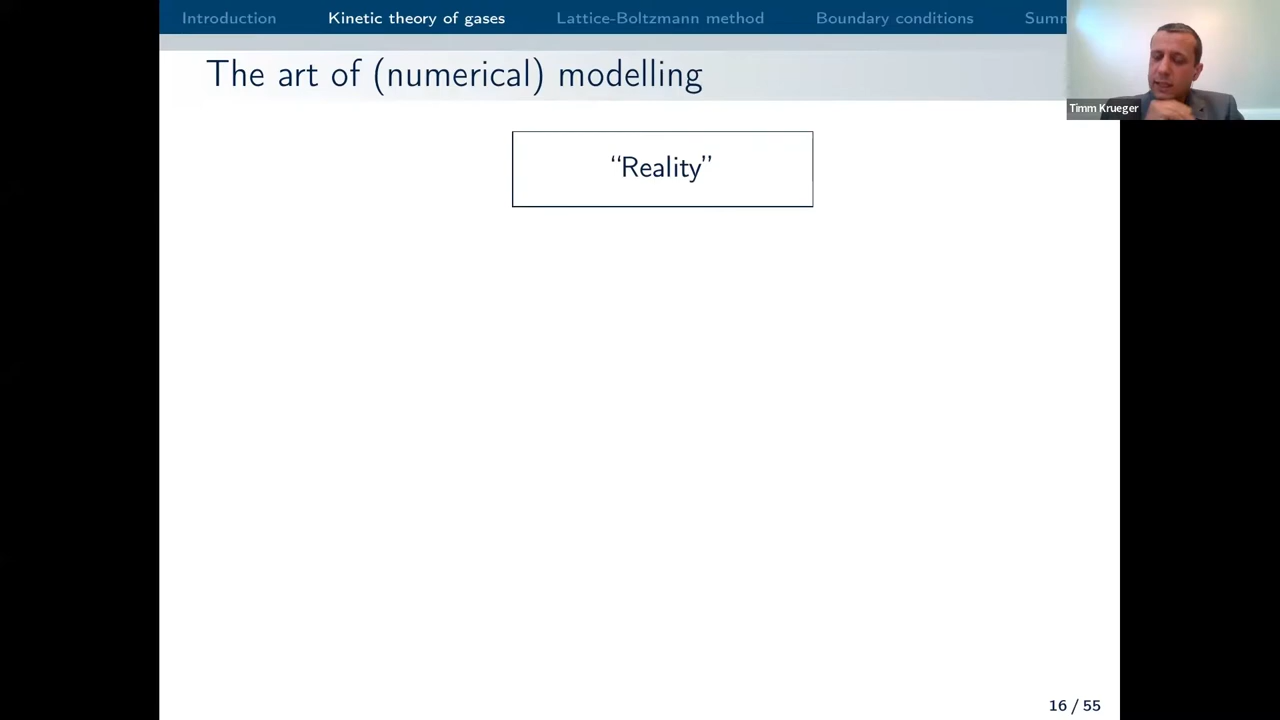 Introduction Kinetic theory of gases Lattice-Boltzmann method Boundary conditions
The art of (numerical) modelling
Timm Krueger
“Reality”
16 / 55